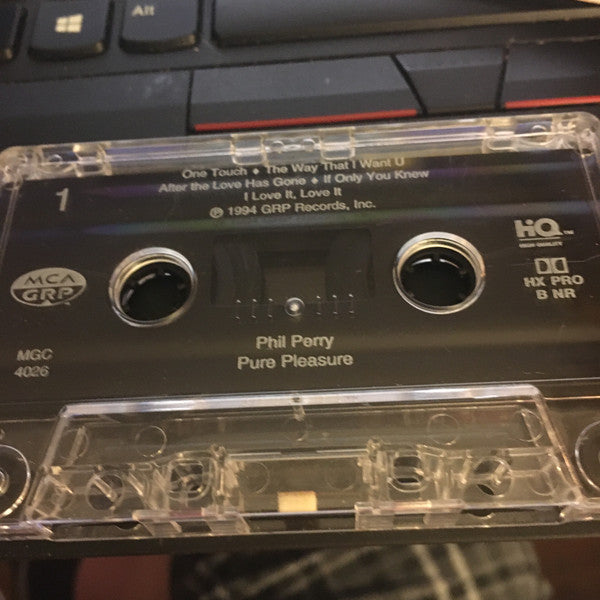 Alt
1
One Touch ♦ The Way That I Want U
After the Love Has Gone ♦ If Only You Knew
I Love It, Love It
℗ 1994 GRP Records, Inc.
HQ™
HIGH QUALITY
HX PRO
B NR
MCA
GRP
MGC
4026
Phil Perry
Pure Pleasure